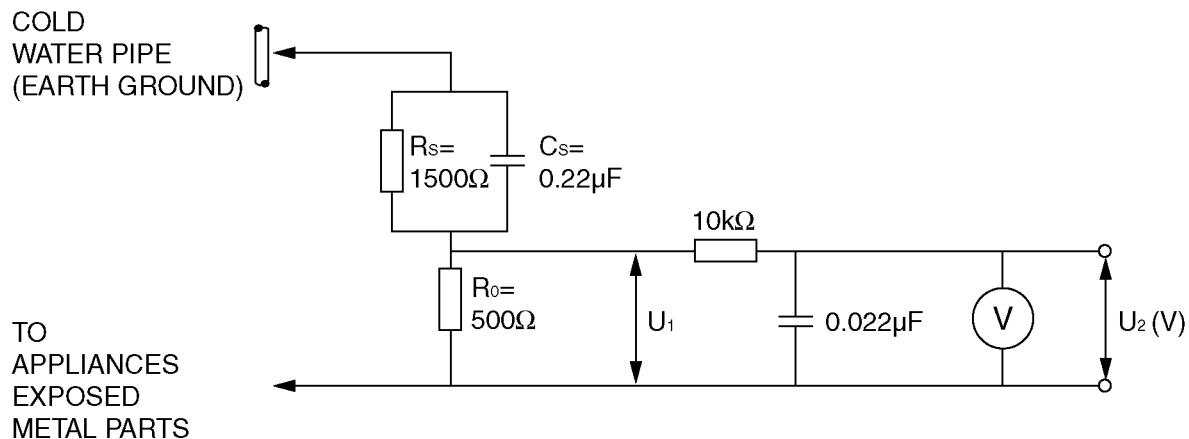 COLD
WATER PIPE
(EARTH GROUND)
RS=
1500Ω
CS=
0.22µF
10kΩ
R0=
500Ω
U1
0.022µF
V
U2 (V)
TO
APPLIANCES
EXPOSED
METAL PARTS